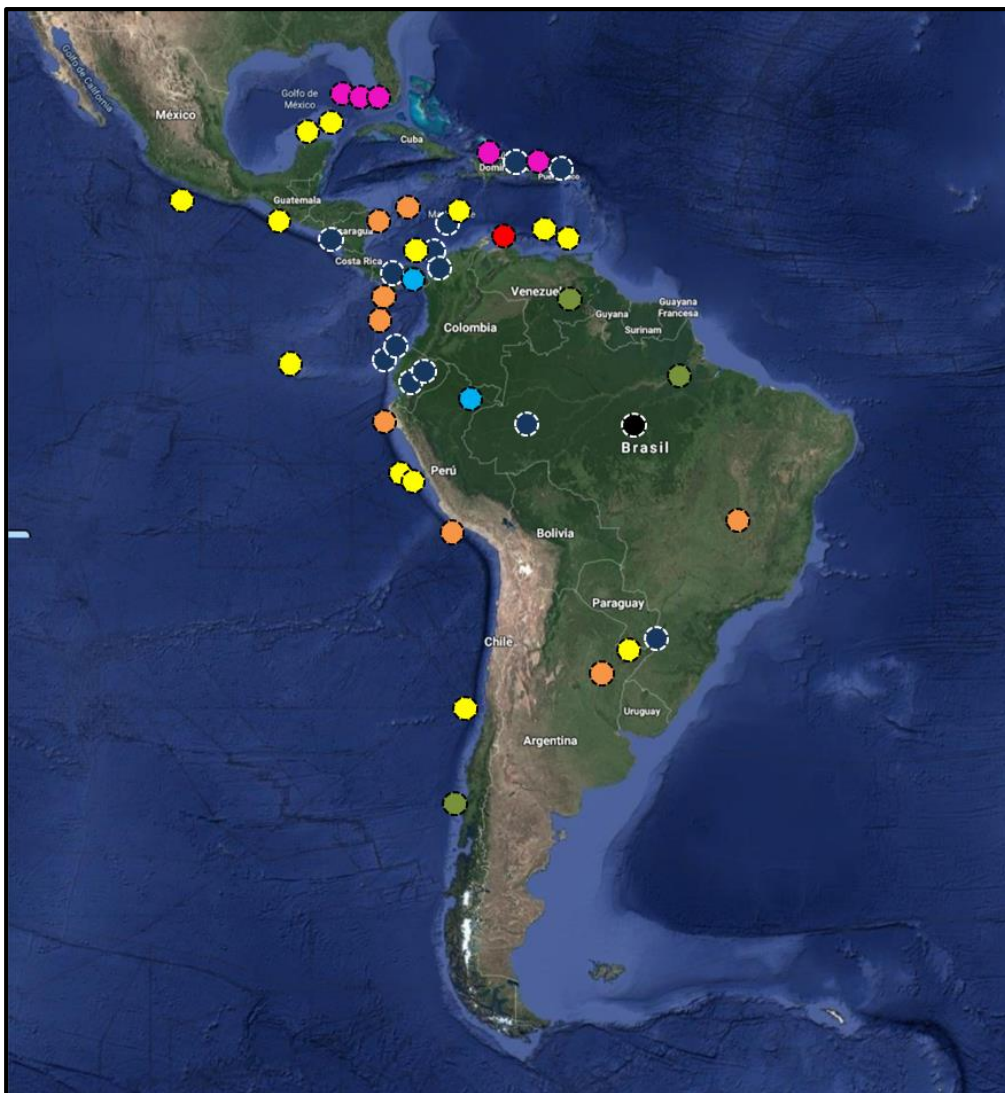 Golfo de California
Golfo de
México
México
Cuba
Guatemala
Costa Rica
Venezuel
Guyana
Guayana
Francesa
Surinam
Colombia
Brasil
Perú
Bolivia
Paraguay
Chile
Uruguay
Argentina